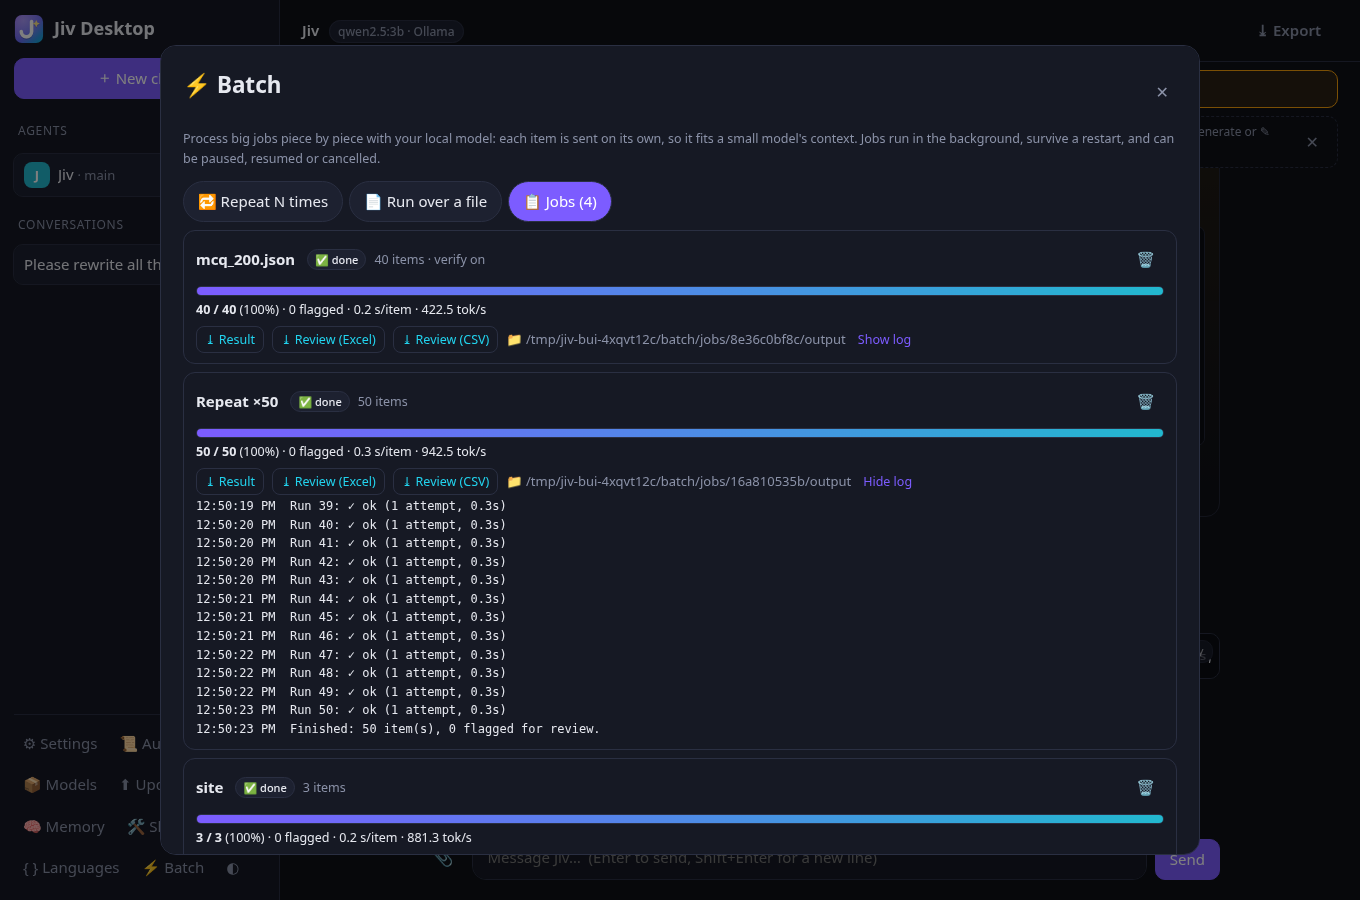 Jiv Desktop
Jiv qwen2.5:3b · Ollama
⤓ Export
+ New
⚡ Batch
×
AGENTS
Process big jobs piece by piece with your local model: each item is sent on its own, so it fits a small model's context. Jobs run in the background, survive a restart, and can
be paused, resumed or cancelled.
enerate or ✎
×
J Jiv · main
🔁 Repeat N times
📄 Run over a file
📋 Jobs (4)
CONVERSATIONS
Please rewrite all th
mcq_200.json ✅ done 40 items · verify on
40 / 40 (100%) · 0 flagged · 0.2 s/item · 422.5 tok/s
⤓ Result ⤓ Review (Excel) ⤓ Review (CSV) 📁 /tmp/jiv-bui-4xqvt12c/batch/jobs/8e36c0bf8c/output Show log
Repeat ×50 ✅ done 50 items
50 / 50 (100%) · 0 flagged · 0.3 s/item · 942.5 tok/s
⤓ Result ⤓ Review (Excel) ⤓ Review (CSV) 📁 /tmp/jiv-bui-4xqvt12c/batch/jobs/16a810535b/output Hide log
12:50:19 PM Run 39: ✓ ok (1 attempt, 0.3s)
12:50:20 PM Run 40: ✓ ok (1 attempt, 0.3s)
12:50:20 PM Run 41: ✓ ok (1 attempt, 0.3s)
12:50:20 PM Run 42: ✓ ok (1 attempt, 0.3s)
12:50:20 PM Run 43: ✓ ok (1 attempt, 0.3s)
12:50:21 PM Run 44: ✓ ok (1 attempt, 0.3s)
12:50:21 PM Run 45: ✓ ok (1 attempt, 0.3s)
12:50:21 PM Run 46: ✓ ok (1 attempt, 0.3s)
12:50:22 PM Run 47: ✓ ok (1 attempt, 0.3s)
12:50:22 PM Run 48: ✓ ok (1 attempt, 0.3s)
12:50:22 PM Run 49: ✓ ok (1 attempt, 0.3s)
12:50:23 PM Run 50: ✓ ok (1 attempt, 0.3s)
12:50:23 PM Finished: 50 item(s), 0 flagged for review.
site ✅ done 3 items
3 / 3 (100%) · 0 flagged · 0.2 s/item · 881.3 tok/s
⚙ Settings 📜 Au
📦 Models ⬆ Up
🧠 Memory 🛠 Sk
{ } Languages ⚡ Batch ◐
Message Jiv… (Enter to send, Shift+Enter for a new line)
Send